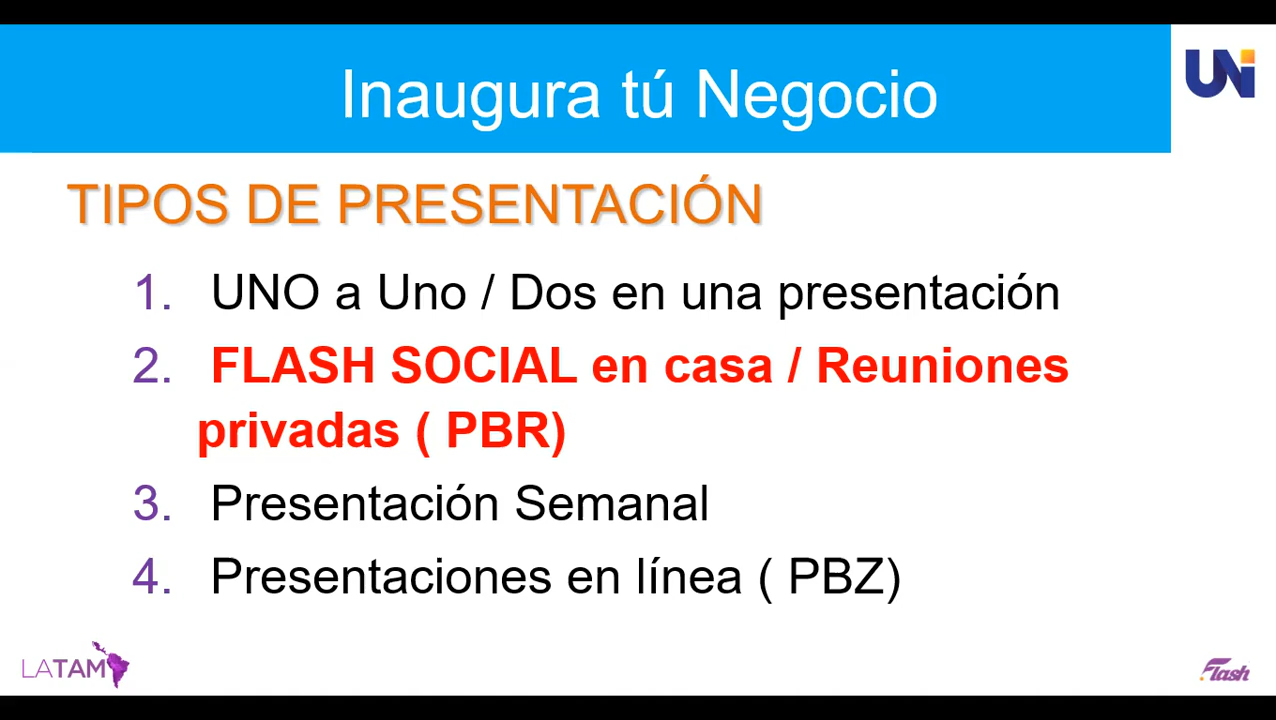 Inaugura tú Negocio
UNi
TIPOS DE PRESENTACIÓN
1. UNO a Uno / Dos en una presentación
2. FLASH SOCIAL en casa / Reuniones
privadas ( PBR)
3. Presentación Semanal
4. Presentaciones en línea ( PBZ)
LATAM
Flash